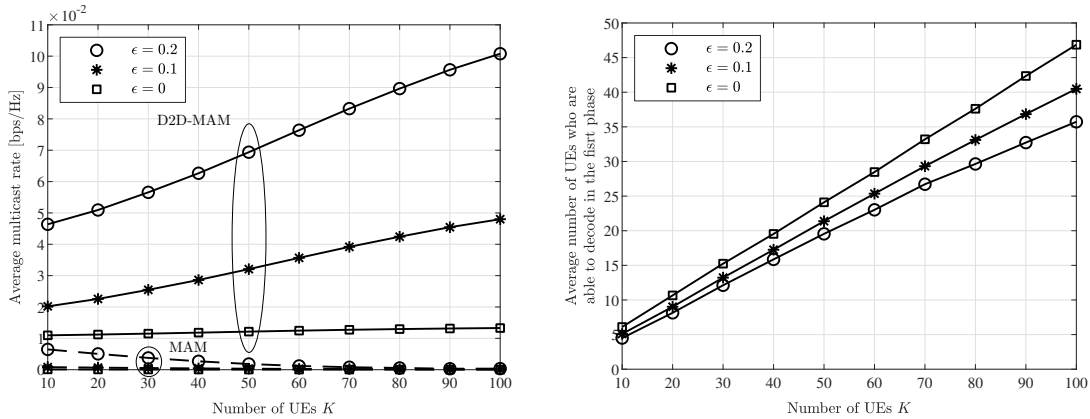 ×10⁻²
11
10
9
8
7
6
5
4
3
2
1
0
Average multicast rate [bps/Hz]
ϵ = 0.2
ϵ = 0.1
ϵ = 0
D2D-MAM
MAM
10 20 30 40 50 60 70 80 90 100
Number of UEs K
50
45
40
35
30
25
20
15
10
5
0
Average number of UEs who are
able to decode in the fisrt phase
ϵ = 0.2
ϵ = 0.1
ϵ = 0
10 20 30 40 50 60 70 80 90 100
Number of UEs K